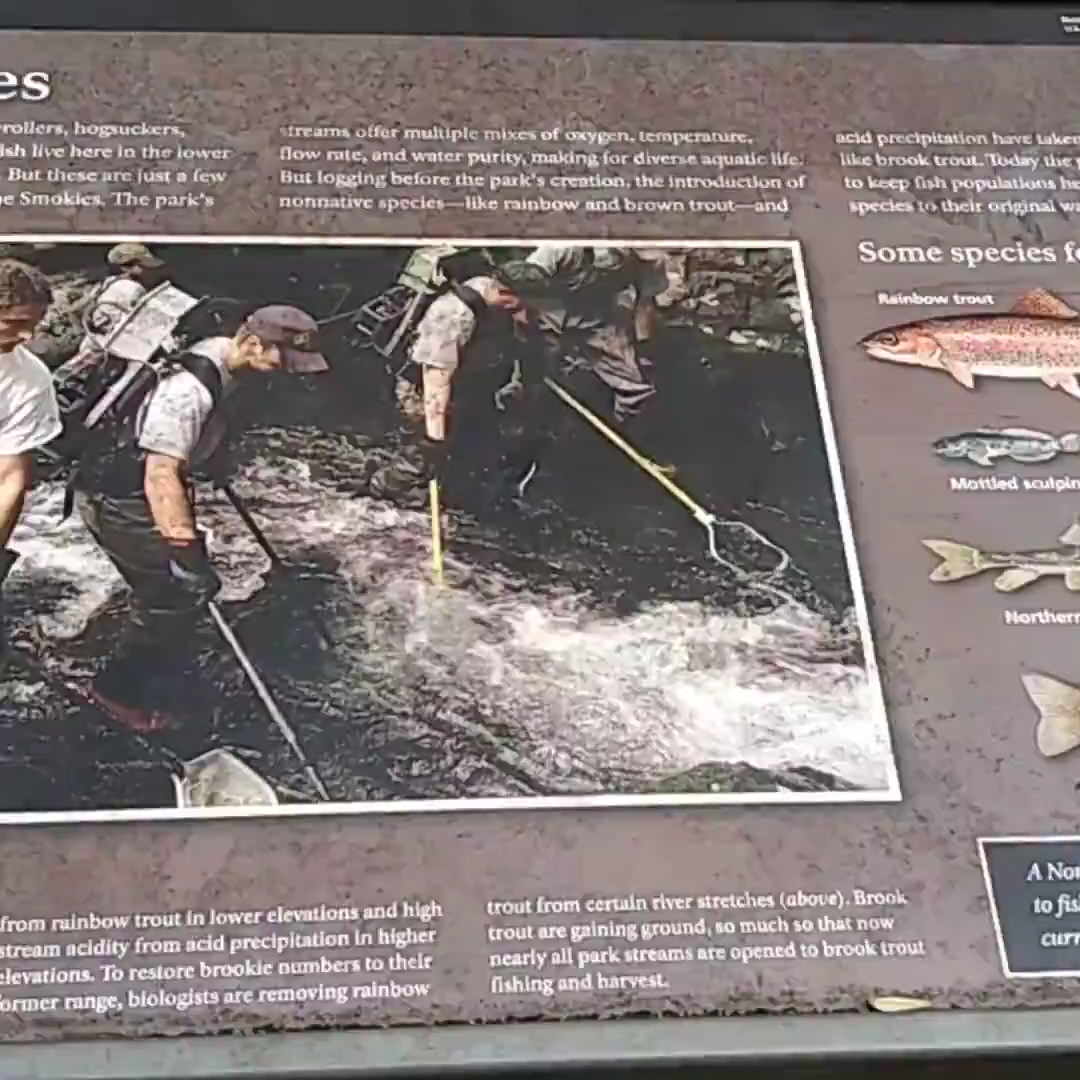 es
rollers, hogsuckers,
ish live here in the lower
But these are just a few
e Smokies. The park's
streams offer multiple mixes of oxygen, temperature,
flow rate, and water purity, making for diverse aquatic life.
But logging before the park's creation, the introduction of
nonnative species—like rainbow and brown trout—and
acid precipitation have taken
like brook trout. Today the
to keep fish populations he
species to their original wa
Some species fo
Rainbow trout
Mottled sculpin
Northern
A Nor
to fis
curr
from rainbow trout in lower elevations and high
stream acidity from acid precipitation in higher
elevations. To restore brookie numbers to their
ormer range, biologists are removing rainbow
trout from certain river stretches (above). Brook
trout are gaining ground, so much so that now
nearly all park streams are opened to brook trout
fishing and harvest.